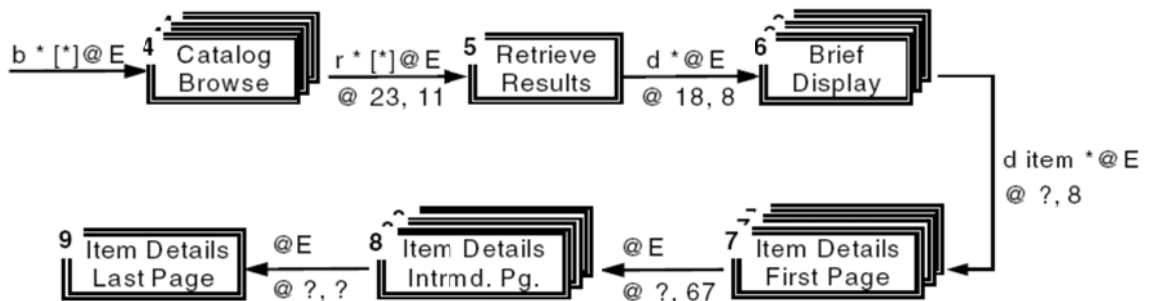 b * [*]@E
4
Catalog
Browse
r * [*]@E
@ 23, 11
5
Retrieve
Results
d *@E
@ 18, 8
6
Brief
Display
d item *@E
@ ?, 8
7
Item Details
First Page
@E
@ ?, 67
8
Item Details
Intrmd. Pg.
@E
@ ?, ?
9
Item Details
Last Page